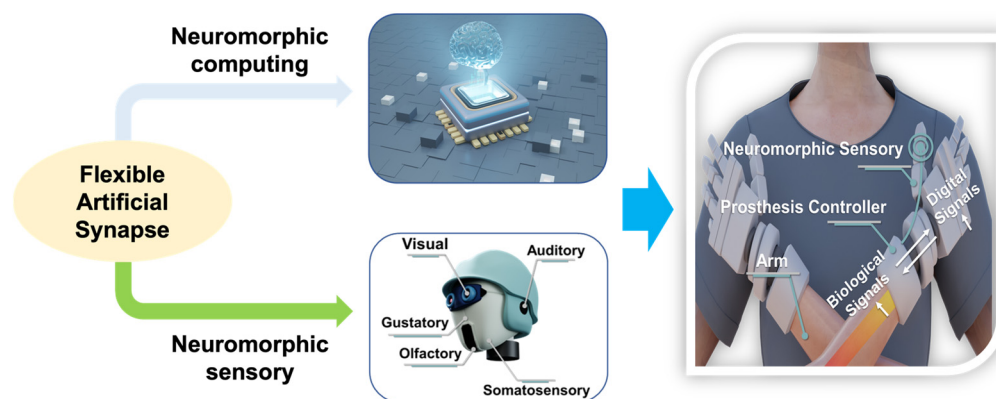 Neuromorphic
computing
Flexible
Artificial
Synapse
Neuromorphic
sensory
Visual
Auditory
Gustatory
Olfactory
Somatosensory
Neuromorphic Sensory
Prosthesis Controller
Arm
Digital
Signals
Biological
Signals